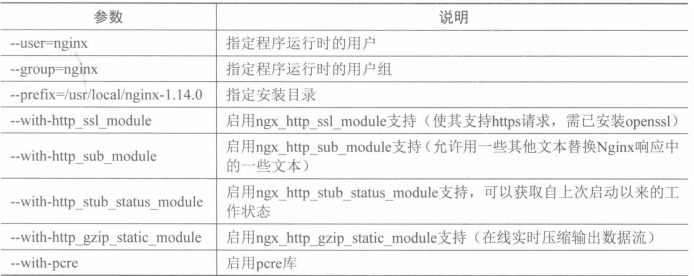 参数 说明
--user=nginx 指定程序运行时的用户
--group=nginx 指定程序运行时的用户组
--prefix=/usr/local/nginx-1.14.0 指定安装目录
--with-http_ssl_module 启用ngx_http_ssl_module支持（使其支持https请求，需已安装openssl）
--with-http_sub_module 启用ngx_http_sub_module支持（允许用一些其他文本替换Nginx响应中
的一些文本）
--with-http_stub_status_module 启用ngx_http_stub_status_module支持，可以获取自上次启动以来的工
作状态
--with-http_gzip_static_module 启用ngx_http_gzip_static_module支持（在线实时压缩输出数据流）
--with-pcre 启用pcre库